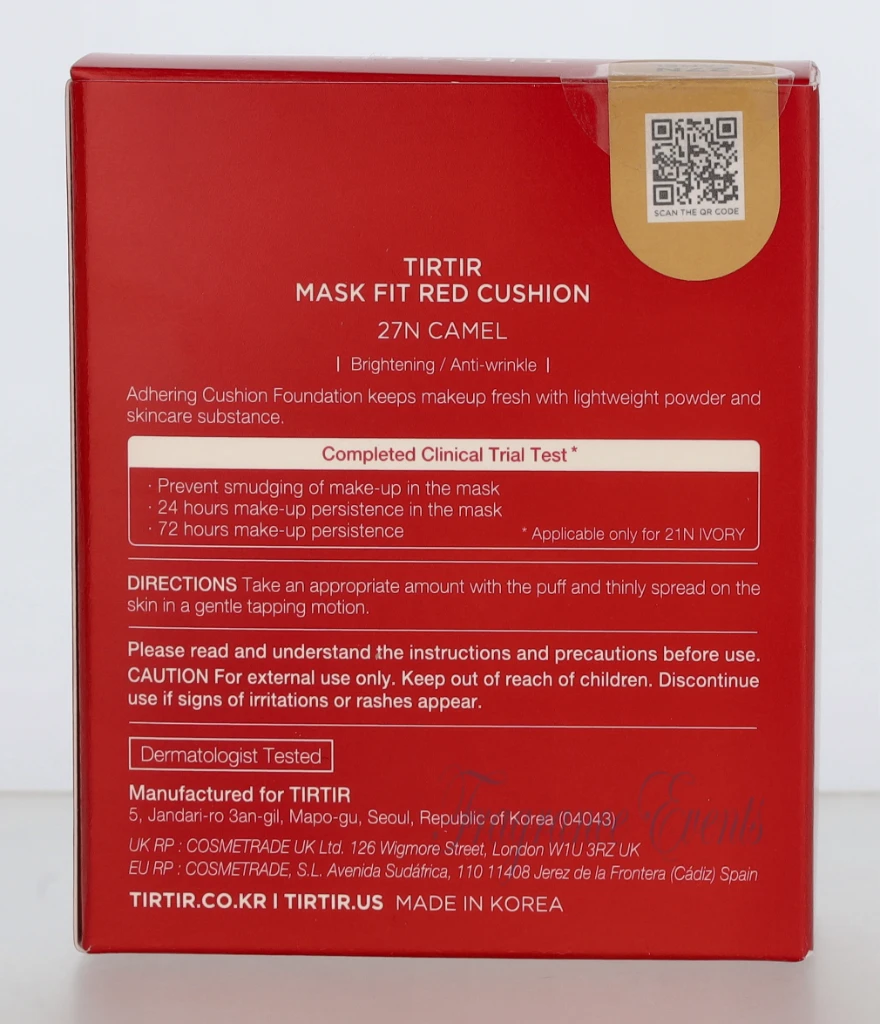 27N
SCAN THE QR CODE
TIRTIR
MASK FIT RED CUSHION
27N CAMEL
| Brightening / Anti-wrinkle |
Adhering Cushion Foundation keeps makeup fresh with lightweight powder and
skincare substance.
Completed Clinical Trial Test*
· Prevent smudging of make-up in the mask
· 24 hours make-up persistence in the mask
· 72 hours make-up persistence
* Applicable only for 21N IVORY
DIRECTIONS Take an appropriate amount with the puff and thinly spread on the
skin in a gentle tapping motion.
Please read and understand the instructions and precautions before use.
CAUTION For external use only. Keep out of reach of children. Discontinue
use if signs of irritations or rashes appear.
Dermatologist Tested
Manufactured for TIRTIR
5, Jandari-ro 3an-gil, Mapo-gu, Seoul, Republic of Korea (04043)
Fragrance Events
UK RP : COSMETRADE UK Ltd. 126 Wigmore Street, London W1U 3RZ UK
EU RP : COSMETRADE, S.L. Avenida Sudáfrica, 110 11408 Jerez de la Frontera (Cádiz) Spain
TIRTIR.CO.KR I TIRTIR.US MADE IN KOREA